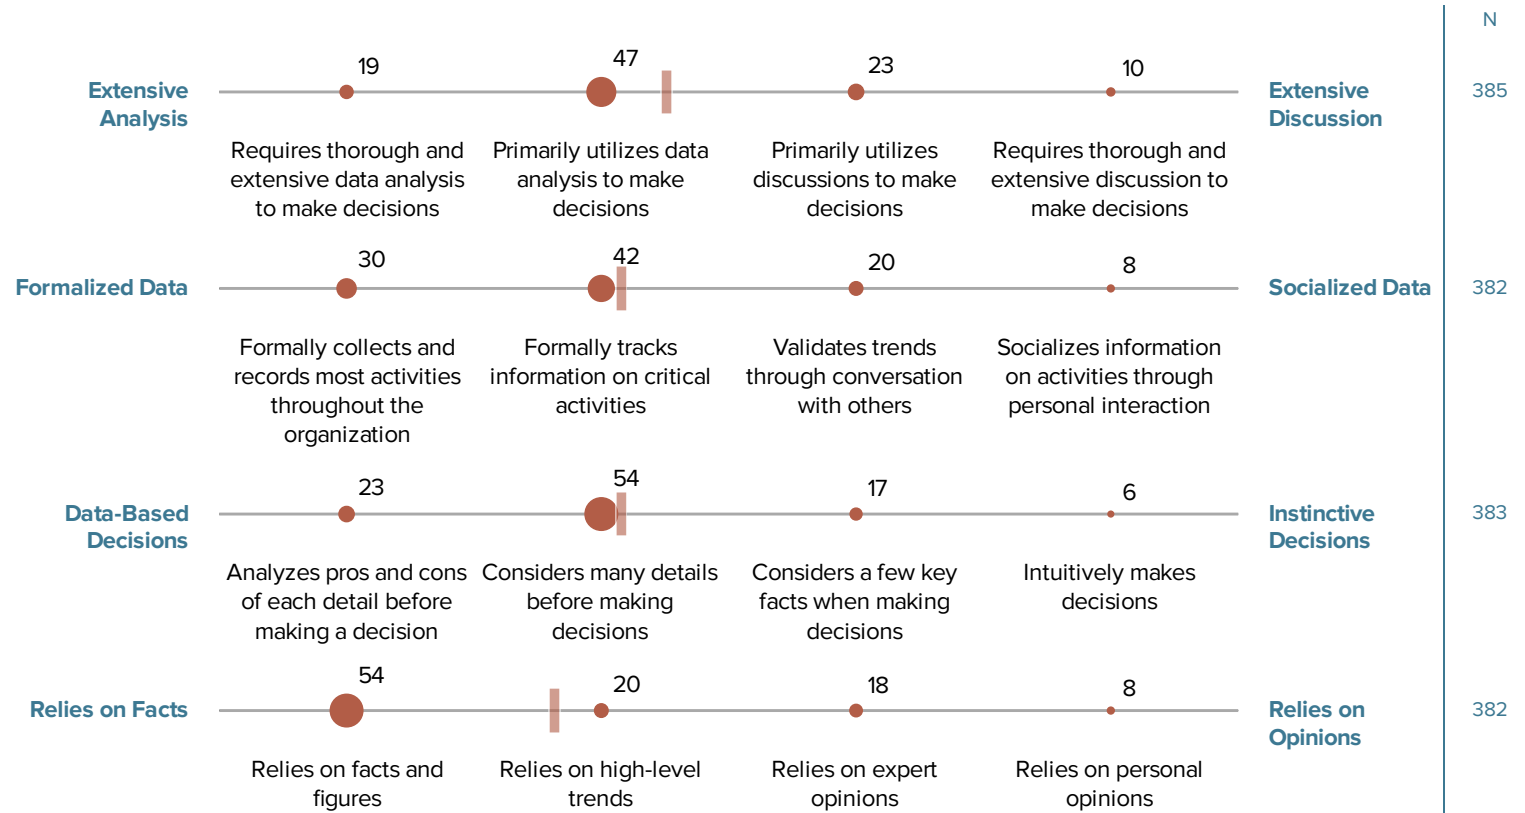 N
19
47
23
10
Extensive
Analysis
Extensive
Discussion
385
Requires thorough and
extensive data analysis
to make decisions
Primarily utilizes data
analysis to make
decisions
Primarily utilizes
discussions to make
decisions
Requires thorough and
extensive discussion to
make decisions
30
42
20
8
Formalized Data
Socialized Data
382
Formally collects and
records most activities
throughout the
organization
Formally tracks
information on critical
activities
Validates trends
through conversation
with others
Socializes information
on activities through
personal interaction
23
54
17
6
Data-Based
Decisions
Instinctive
Decisions
383
Analyzes pros and cons
of each detail before
making a decision
Considers many details
before making
decisions
Considers a few key
facts when making
decisions
Intuitively makes
decisions
54
20
18
8
Relies on Facts
Relies on
Opinions
382
Relies on facts and
figures
Relies on high-level
trends
Relies on expert
opinions
Relies on personal
opinions